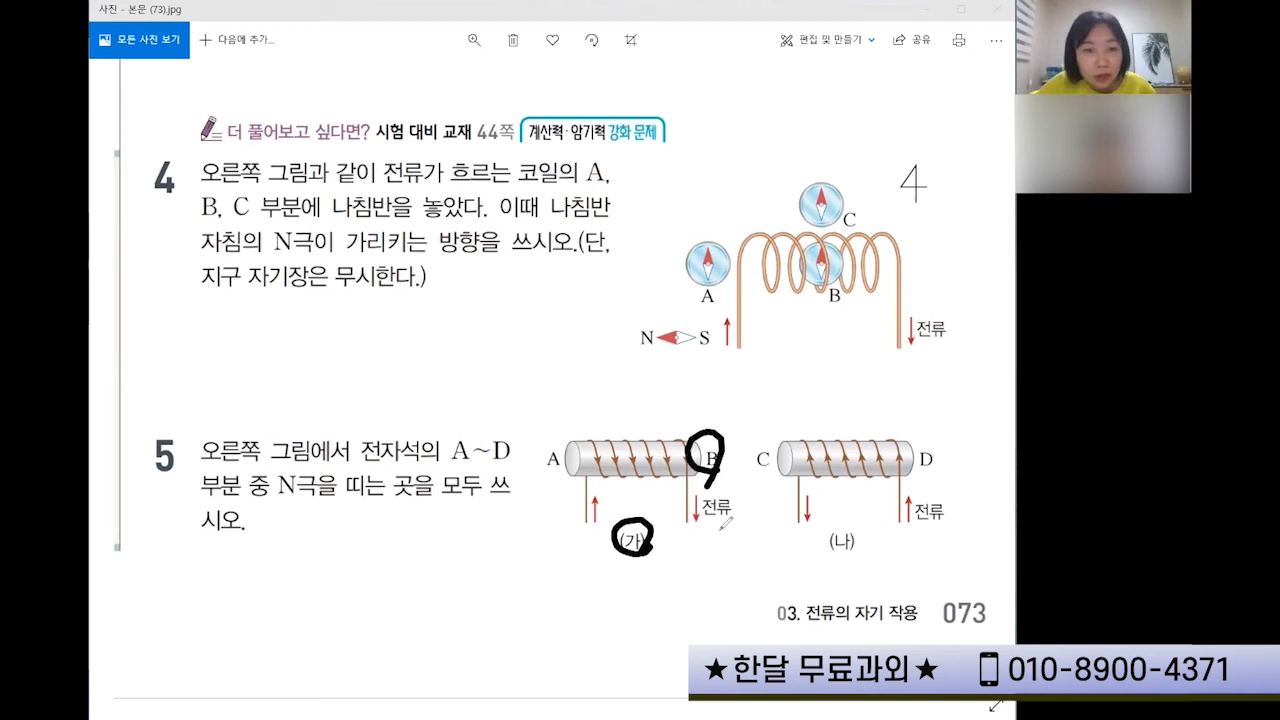 사진 - 본문 (73).jpg
모든 사진 보기
다음에 추가...
편집 및 만들기
공유
더 풀어보고 싶다면? 시험 대비 교재 44쪽 계산력·암기력 강화 문제
4 오른쪽 그림과 같이 전류가 흐르는 코일의 A,
B, C 부분에 나침반을 놓았다. 이때 나침반
자침의 N극이 가리키는 방향을 쓰시오.(단,
지구 자기장은 무시한다.)
4
C
A
B
N S
전류
5 오른쪽 그림에서 전자석의 A~D
부분 중 N극을 띠는 곳을 모두 쓰
시오.
A
B
전류
(가)
C
D
전류
(나)
03. 전류의 자기 작용 073
★한달 무료과외★ 010-8900-4371